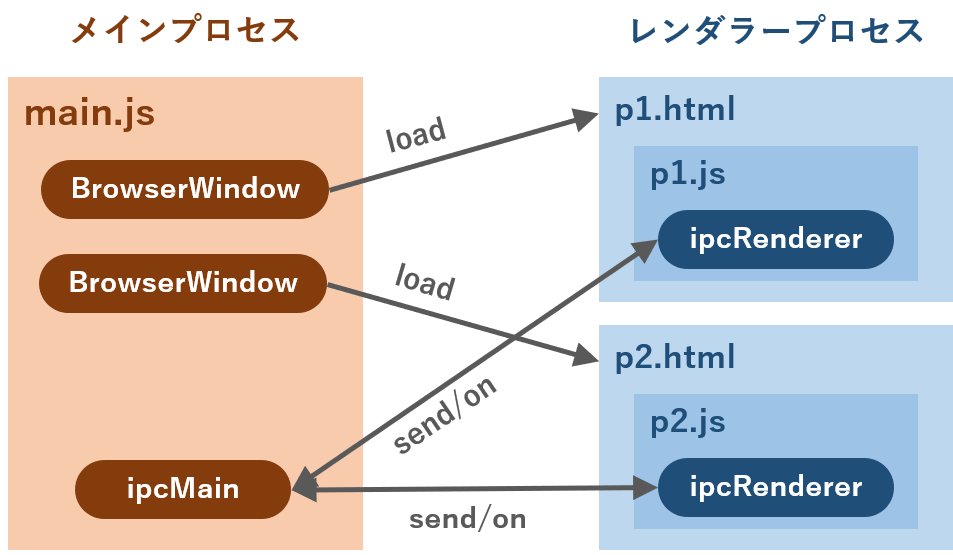 メインプロセス
レンダラープロセス
main.js
BrowserWindow
BrowserWindow
ipcMain
load
load
send/on
send/on
p1.html
p1.js
ipcRenderer
p2.html
p2.js
ipcRenderer